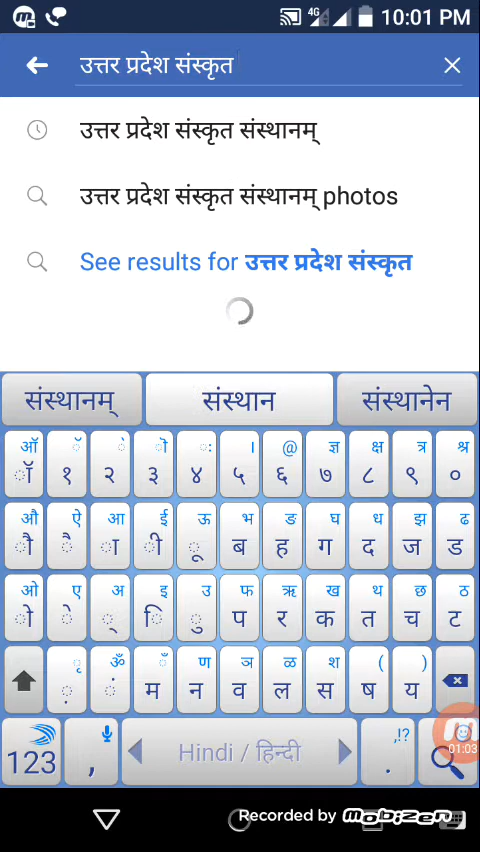 4G 10:01 PM
उत्तर प्रदेश संस्कृत
उत्तर प्रदेश संस्कृत संस्थानम्
उत्तर प्रदेश संस्कृत संस्थानम् photos
See results for उत्तर प्रदेश संस्कृत
संस्थानम् संस्थान संस्थानेन
ऑ ॅ ॆ ॊ ः । @ ज्ञ क्ष त्र श्र
ॉ १ २ ३ ४ ५ ६ ७ ८ ९ ०
औ ऐ आ ई ऊ भ ङ घ ध झ ढ
ौ ै ा ी ू ब ह ग द ज ड
ओ ए अ इ उ फ ऋ ख थ छ ठ
ो े ् ि ु प र क त च ट
ृ ॐ ँ ण ञ ळ श ( )
़ ं म न व ल स ष य
,!?
01:03
123 , Hindi / हिन्दी .
Recorded by MOBIZEN